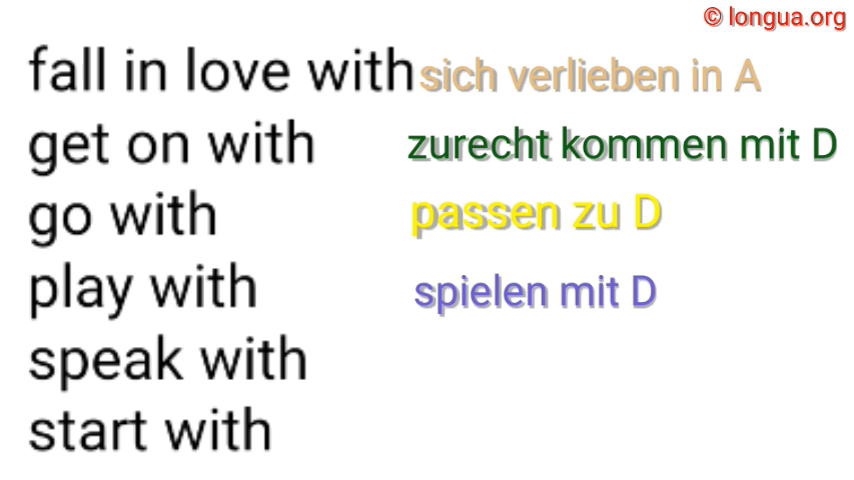 © longua.org
fall in love with sich verlieben in A
get on with zurecht kommen mit D
go with passen zu D
play with spielen mit D
speak with
start with